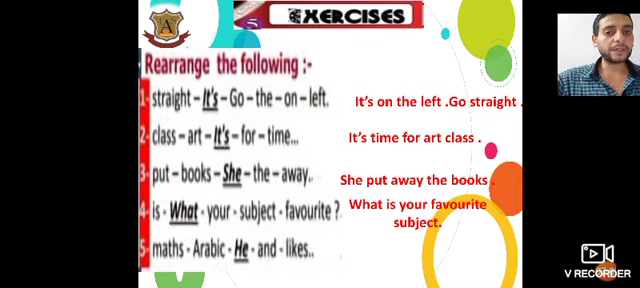 A
5 EXERCISES
Rearrange the following :-
1- straight – It's – Go – the – on – left.
It's on the left .Go straight .
2- class – art – It's – for – time...
It's time for art class .
3- put – books – She – the – away..
She put away the books .
4- is - What - your - subject - favourite ?
What is your favourite
subject.
5- maths - Arabic - He - and - likes..
V RECORDER